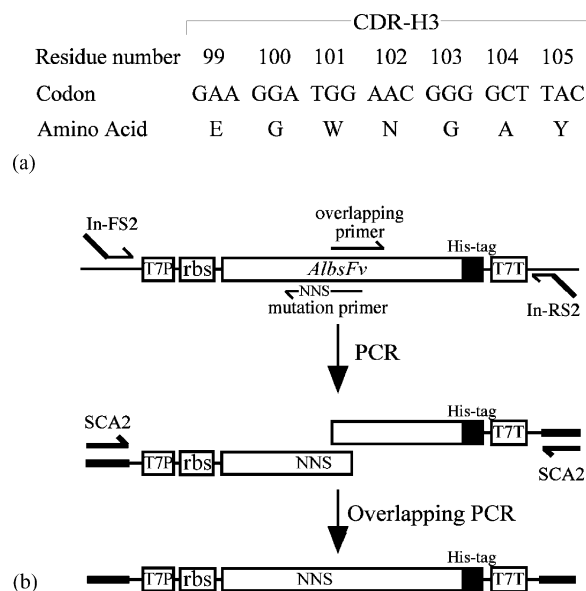 CDR-H3
Residue number 99 100 101 102 103 104 105
Codon GAA GGA TGG AAC GGG GCT TAC
Amino Acid E G W N G A Y
(a)
In-FS2
overlapping
primer
His-tag
T7P rbs AlbsFv T7T
NNS
mutation primer
In-RS2
PCR
His-tag
SCA2
T7T
T7P rbs NNS
SCA2
Overlapping PCR
His-tag
(b) T7P rbs NNS T7T